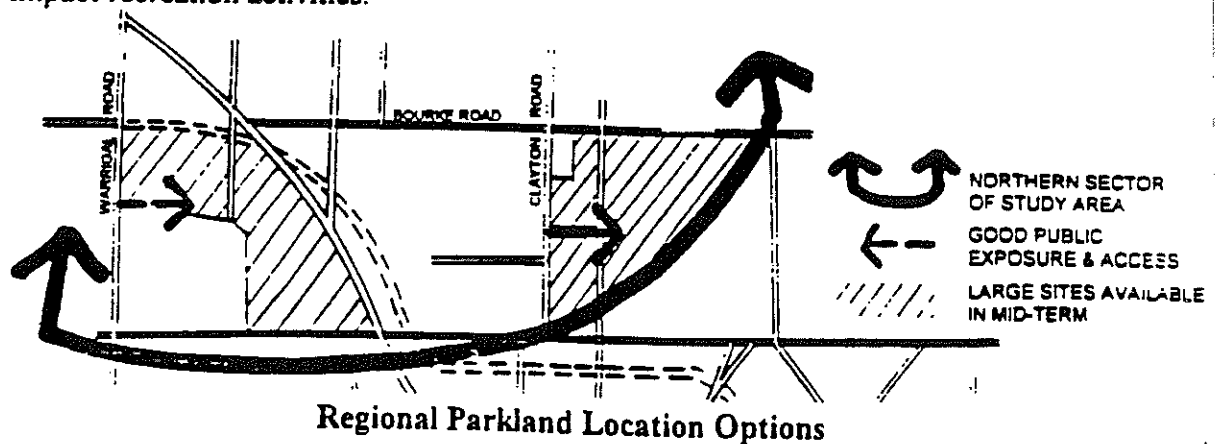 impact recreation activities.
WARRIGAL ROAD
BOURKE ROAD
CLAYTON ROAD
NORTHERN SECTOR
OF STUDY AREA
GOOD PUBLIC
EXPOSURE & ACCESS
LARGE SITES AVAILABLE
IN MID-TERM
Regional Parkland Location Options